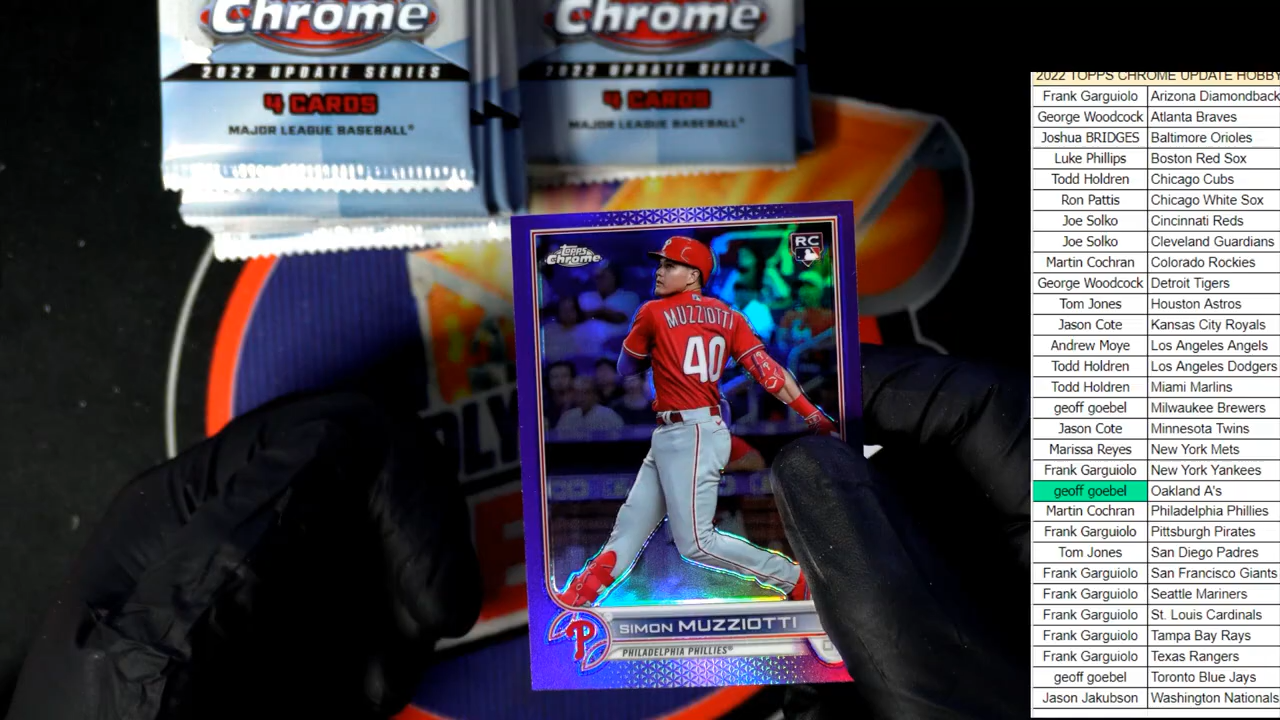 Chrome
2022 UPDATE SERIES
4 CARDS
MAJOR LEAGUE BASEBALL®
Chrome
2022 UPDATE SERIES
4 CARDS
MAJOR LEAGUE BASEBALL®
Topps
Chrome
RC
MUZZIOTTI
40
P
SIMON MUZZIOTTI
PHILADELPHIA PHILLIES®
2022 TOPPS CHROME UPDATE HOBBY
Frank Garguiolo Arizona Diamondback
George Woodcock Atlanta Braves
Joshua BRIDGES Baltimore Orioles
Luke Phillips Boston Red Sox
Todd Holdren Chicago Cubs
Ron Pattis Chicago White Sox
Joe Solko Cincinnati Reds
Joe Solko Cleveland Guardians
Martin Cochran Colorado Rockies
George Woodcock Detroit Tigers
Tom Jones Houston Astros
Jason Cote Kansas City Royals
Andrew Moye Los Angeles Angels
Todd Holdren Los Angeles Dodgers
Todd Holdren Miami Marlins
geoff goebel Milwaukee Brewers
Jason Cote Minnesota Twins
Marissa Reyes New York Mets
Frank Garguiolo New York Yankees
geoff goebel Oakland A's
Martin Cochran Philadelphia Phillies
Frank Garguiolo Pittsburgh Pirates
Tom Jones San Diego Padres
Frank Garguiolo San Francisco Giants
Frank Garguiolo Seattle Mariners
Frank Garguiolo St. Louis Cardinals
Frank Garguiolo Tampa Bay Rays
Frank Garguiolo Texas Rangers
geoff goebel Toronto Blue Jays
Jason Jakubson Washington Nationals